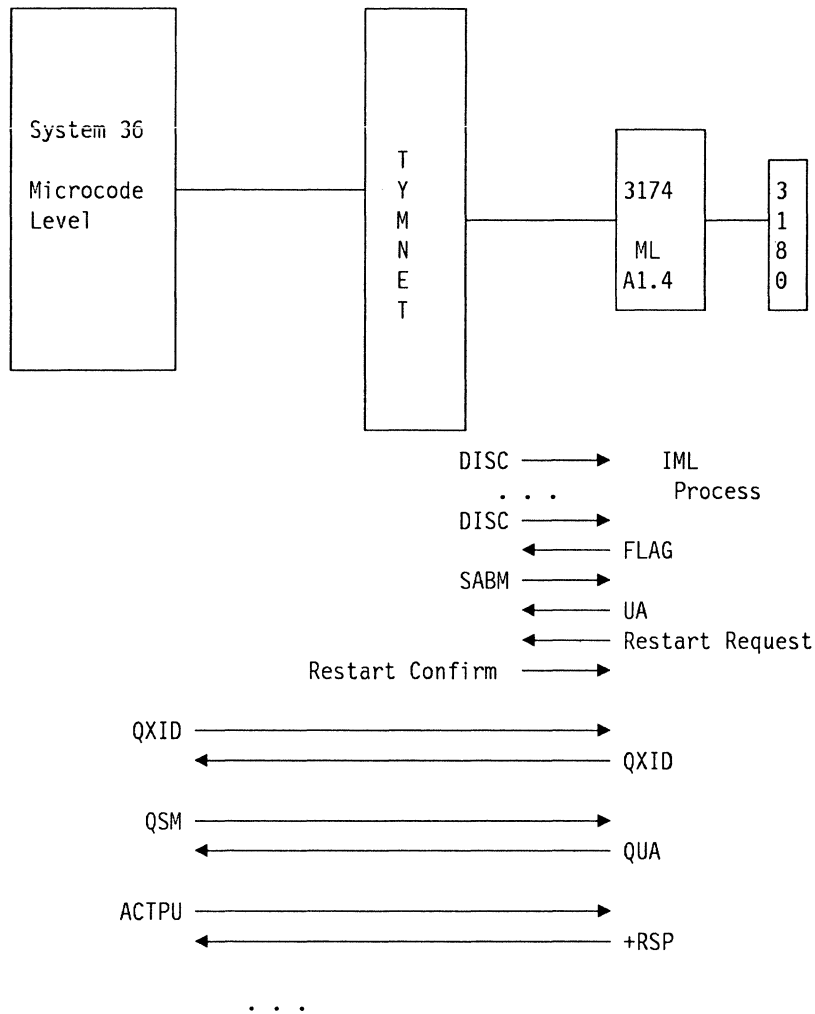 System 36
Microcode
Level
T
Y
M
N
E
T
3174
ML
A1.4
3
1
8
0
DISC IML
. . . Process
DISC
FLAG
SABM
UA
Restart Request
Restart Confirm
QXID
QXID
QSM
QUA
ACTPU
+RSP
. . .